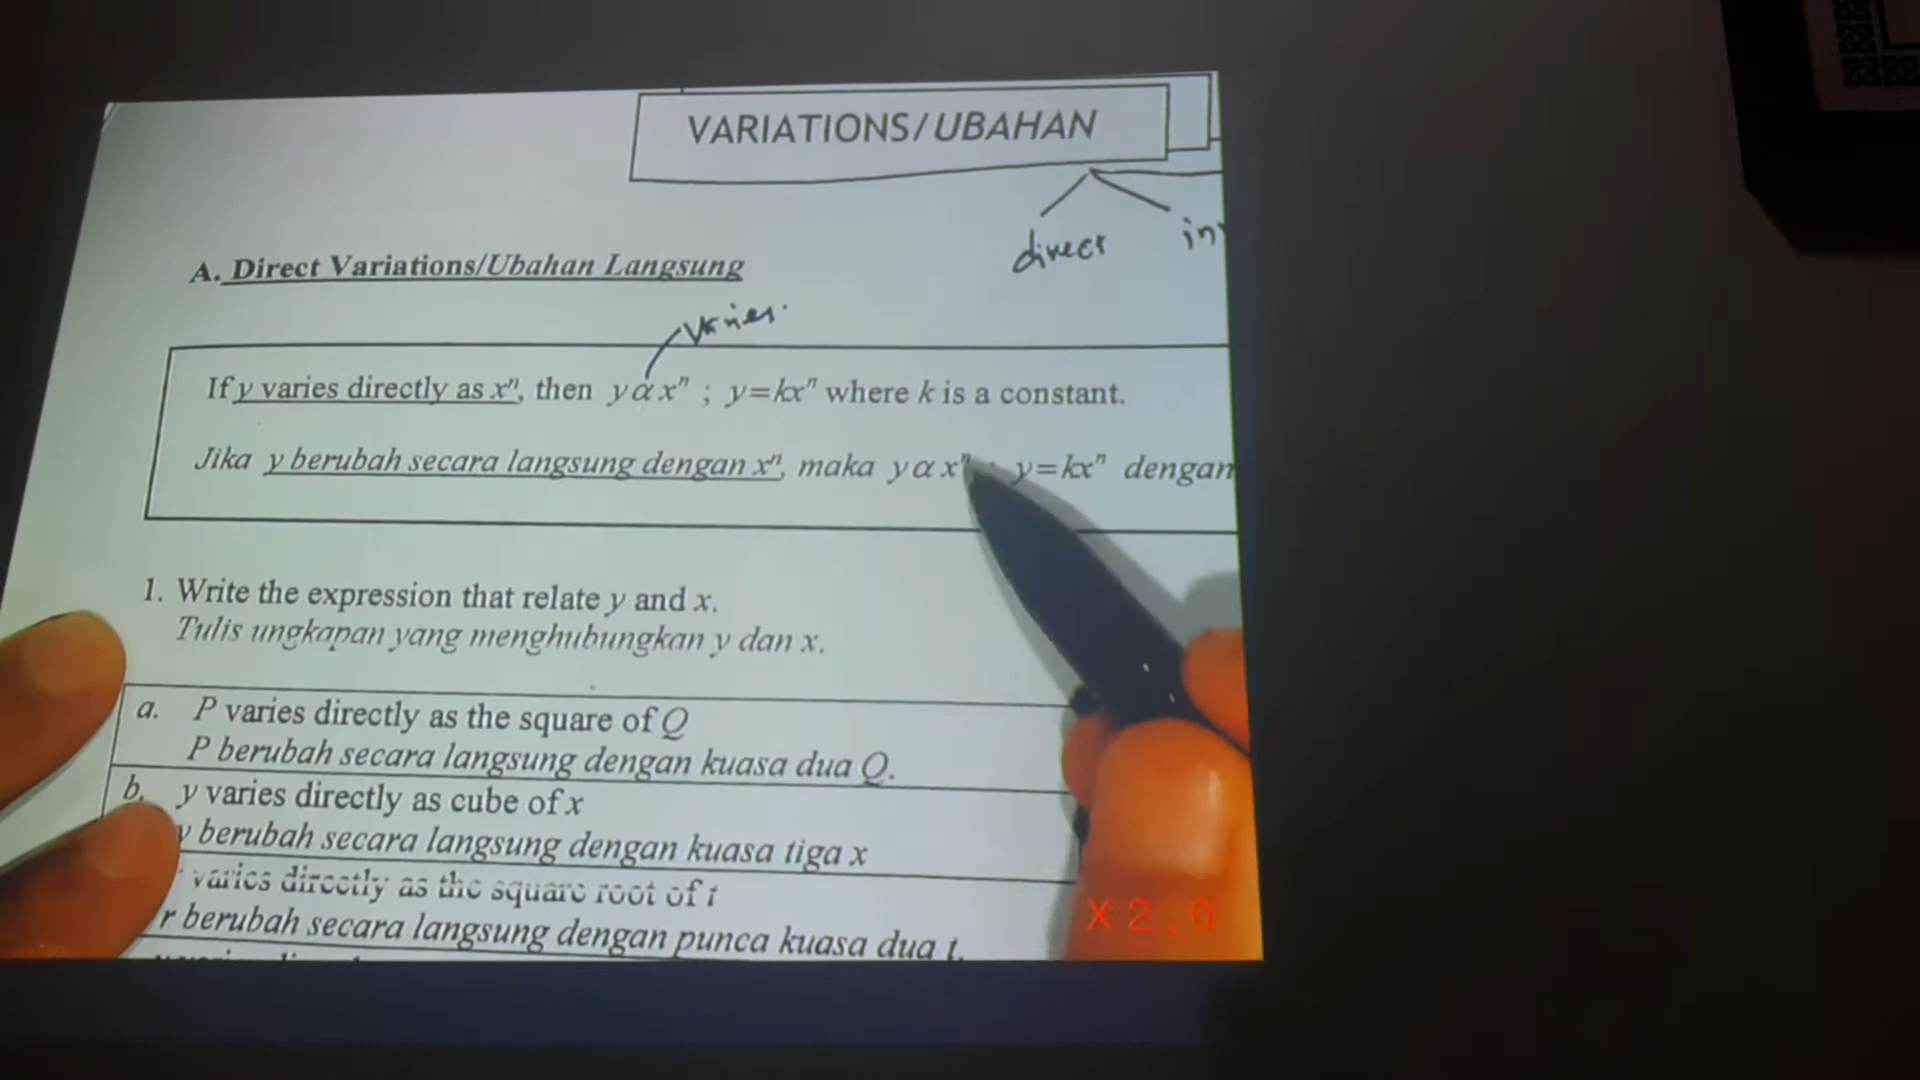 VARIATIONS/UBAHAN
direct
A. Direct Variations/Ubahan Langsung
varies
If y varies directly as xⁿ, then y α xⁿ ; y=kxⁿ where k is a constant.
Jika y berubah secara langsung dengan xⁿ, maka y α xⁿ ; y=kxⁿ dengan
1. Write the expression that relate y and x.
Tulis ungkapan yang menghubungkan y dan x.
a. P varies directly as the square of Q
P berubah secara langsung dengan kuasa dua Q.
b. y varies directly as cube of x
y berubah secara langsung dengan kuasa tiga x
varies directly as the square root of t
r berubah secara langsung dengan punca kuasa dua t.
X2.0